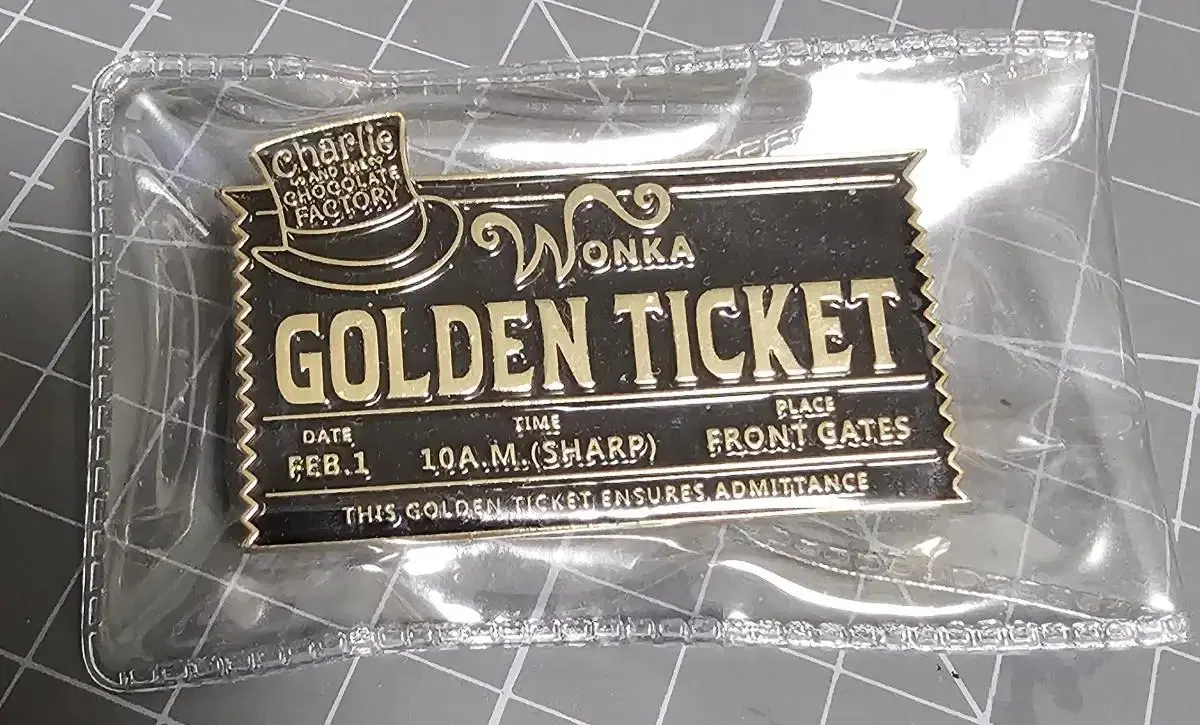 Charlie
AND THE
CHOCOLATE
FACTORY
WONKA
GOLDEN TICKET
DATE
FEB.1
TIME
10A.M.(SHARP)
PLACE
FRONT GATES
THIS GOLDEN TICKET ENSURES ADMITTANCE